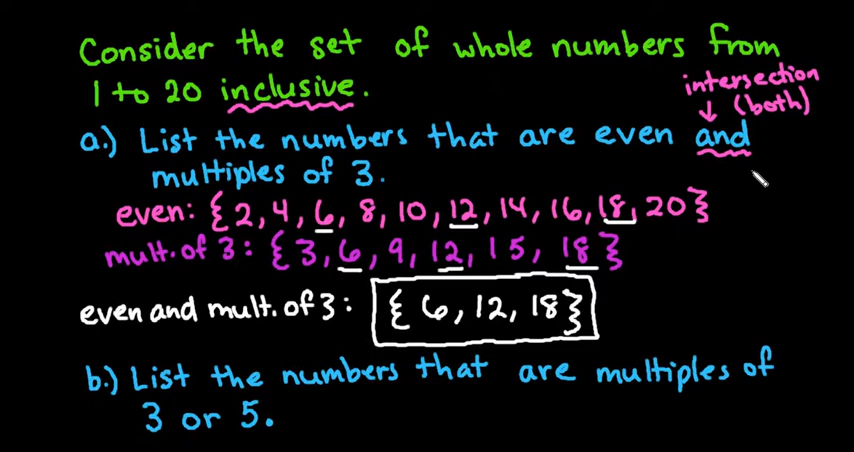 Consider the set of whole numbers from
1 to 20 inclusive.
intersection
(both)
a.) List the numbers that are even and
multiples of 3.
even: {2, 4, 6, 8, 10, 12, 14, 16, 18, 20}
mult. of 3: {3, 6, 9, 12, 15, 18}
even and mult. of 3: {6, 12, 18}
b.) List the numbers that are multiples of
3 or 5.